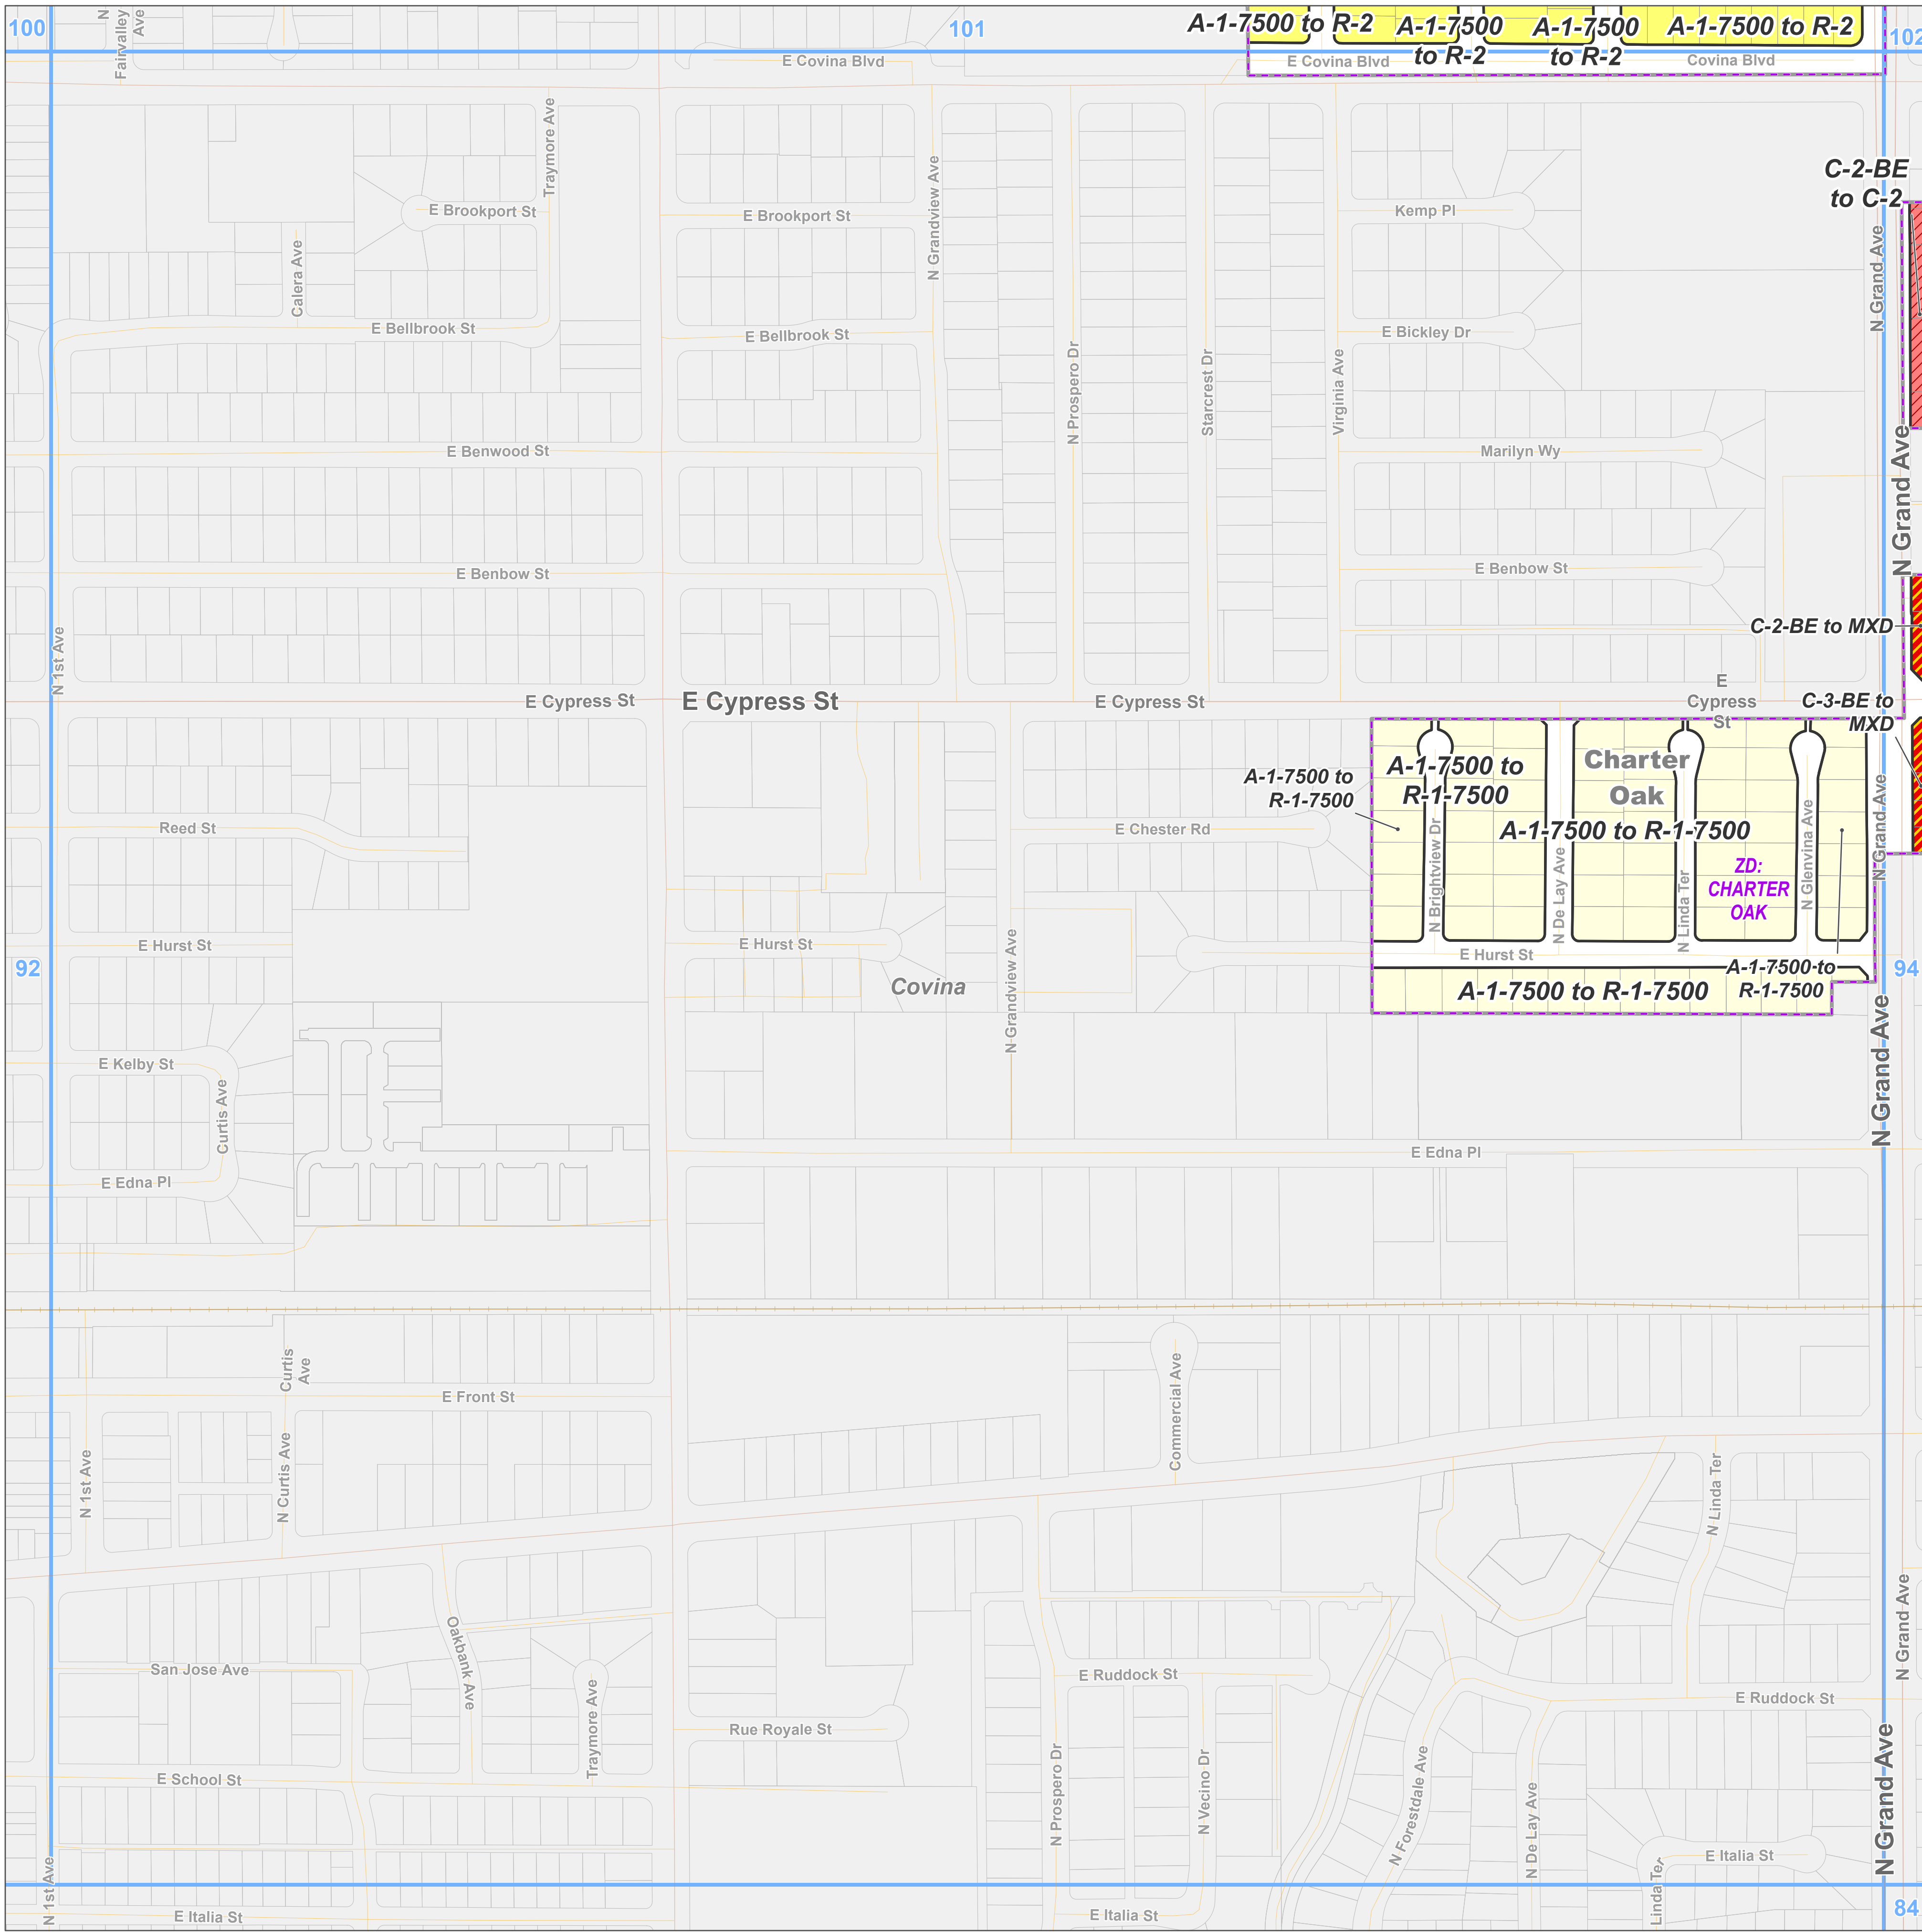 100
N
Fairvalley
Ave
101
A-1-7500 to R-2
A-1-7500
to R-2
A-1-7500
to R-2
A-1-7500 to R-2
102
E Covina Blvd
E Covina Blvd
Covina Blvd
Traymore Ave
N Grandview Ave
C-2-BE
to C-2
E Brookport St
E Brookport St
Kemp Pl
Calera Ave
N Grand Ave
E Bellbrook St
E Bellbrook St
E Bickley Dr
N Prospero Dr
Starcrest Dr
Virginia Ave
E Benwood St
Marilyn Wy
N Grand Ave
E Benbow St
E Benbow St
C-2-BE to MXD
N 1st Ave
E Cypress St
E Cypress St
E Cypress St
E
Cypress
St
C-3-BE to
MXD
Charter
Oak
A-1-7500 to
R-1-7500
A-1-7500 to
R-1-7500
A-1-7500 to R-1-7500
Reed St
E Chester Rd
N Brightview Dr
N De Lay Ave
N Linda Ter
N Glenvina Ave
N Grand Ave
ZD:
CHARTER
OAK
E Hurst St
E Hurst St
E Hurst St
92
Covina
N Grandview Ave
A-1-7500 to R-1-7500
A-1-7500 to
R-1-7500
94
E Kelby St
Curtis Ave
N Grand Ave
E Edna Pl
E Edna Pl
Curtis
Ave
E Front St
Commercial Ave
N 1st Ave
N Curtis Ave
N Linda Ter
Oakbank Ave
San Jose Ave
Traymore Ave
E Ruddock St
E Ruddock St
N Grand Ave
Rue Royale St
N Prospero Dr
N Vecino Dr
N Forestdale Ave
N De Lay Ave
N Grand Ave
E School St
N 1st Ave
E Italia St
E Italia St
Linda Ter
E Italia St
84